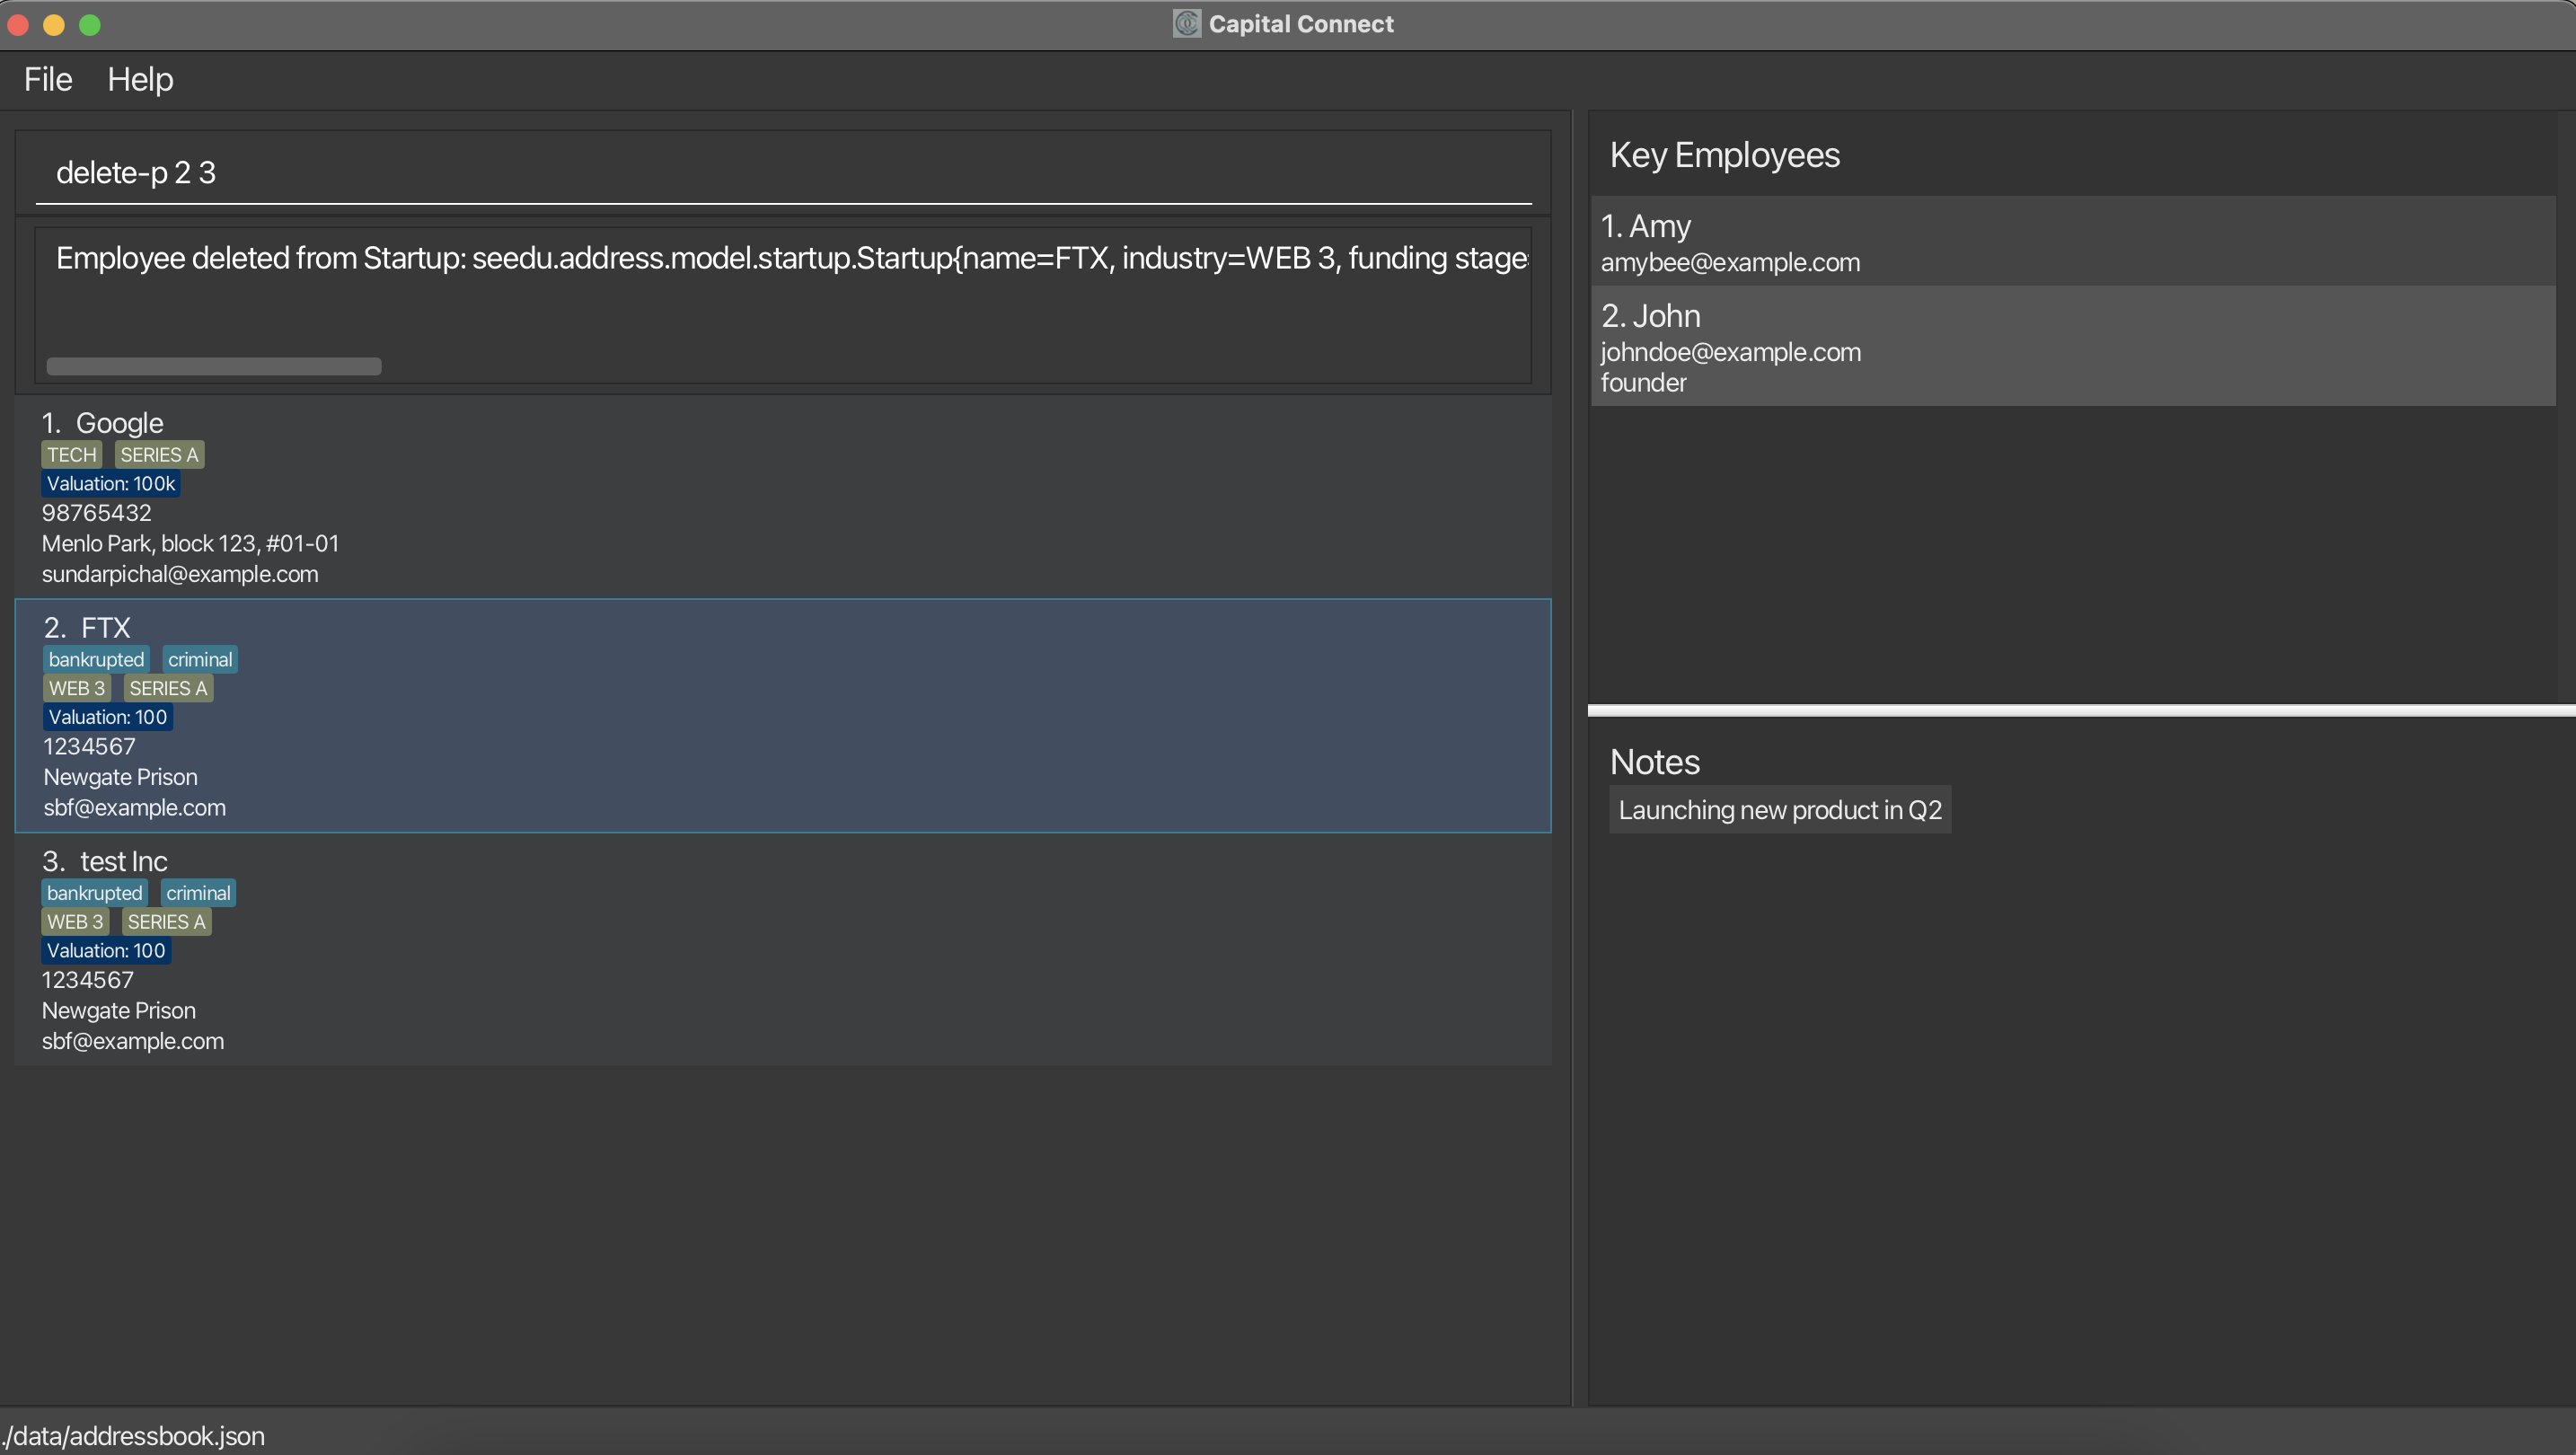 Capital Connect
File Help
delete-p 2 3
Employee deleted from Startup: seedu.address.model.startup.Startup{name=FTX, industry=WEB 3, funding stage=
1. Google
TECH SERIES A
Valuation: 100k
98765432
Menlo Park, block 123, #01-01
sundarpichal@example.com
2. FTX
bankrupted criminal
WEB 3 SERIES A
Valuation: 100
1234567
Newgate Prison
sbf@example.com
3. test Inc
bankrupted criminal
WEB 3 SERIES A
Valuation: 100
1234567
Newgate Prison
sbf@example.com
Key Employees
1. Amy
amybee@example.com
2. John
johndoe@example.com
founder
Notes
Launching new product in Q2
./data/addressbook.json